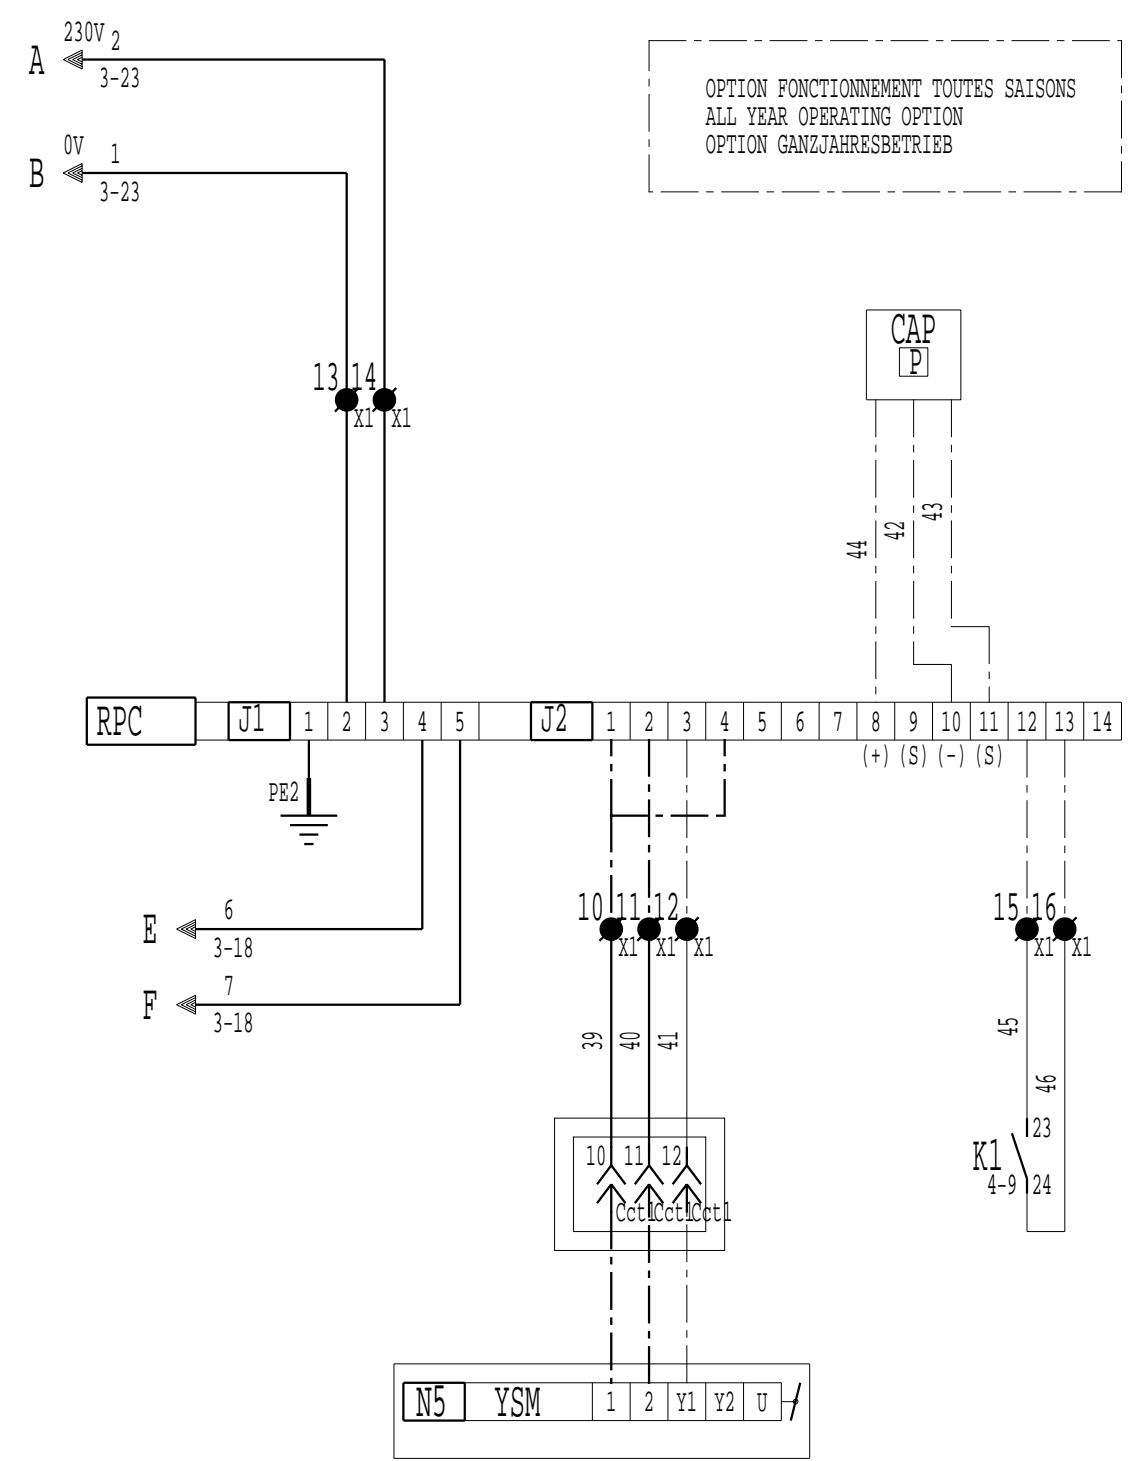 230V 2
A
3-23
OPTION FONCTIONNEMENT TOUTES SAISONS
ALL YEAR OPERATING OPTION
OPTION GANZJAHRESBETRIEB
0V 1
B
3-23
CAP
P
13 14
X1 X1
44 42 43
RPC J1 1 2 3 4 5 J2 1 2 3 4 5 6 7 8 9 10 11 12 13 14
(+) (S) (-) (S)
PE2
6
E
3-18
10 11 12 15 16
X1 X1 X1 X1 X1
7
F
3-18
39 40 41 45
46
10 11 12
23
K1
4-9 24
Cct1 Cct1 Cct1
N5 YSM 1 2 Y1 Y2 U